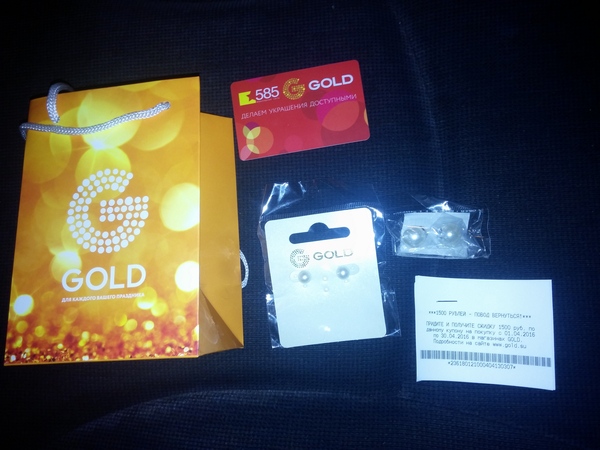 G
GOLD
ДЛЯ КАЖДОГО ВАШЕГО ПРАЗДНИКА
585 G GOLD
ДЕЛАЕМ УКРАШЕНИЯ ДОСТУПНЫМИ
G GOLD
***1500 РУБЛЕЙ - ПОВОД ВЕРНУТЬСЯ!***
ПРИДИТЕ И ПОЛУЧИТЕ СКИДКУ 1500 руб. по
данному купону на покупку с 01.04.2016
по 30.04.2016 в магазинах GOLD.
Подробности на сайте www.gold.su